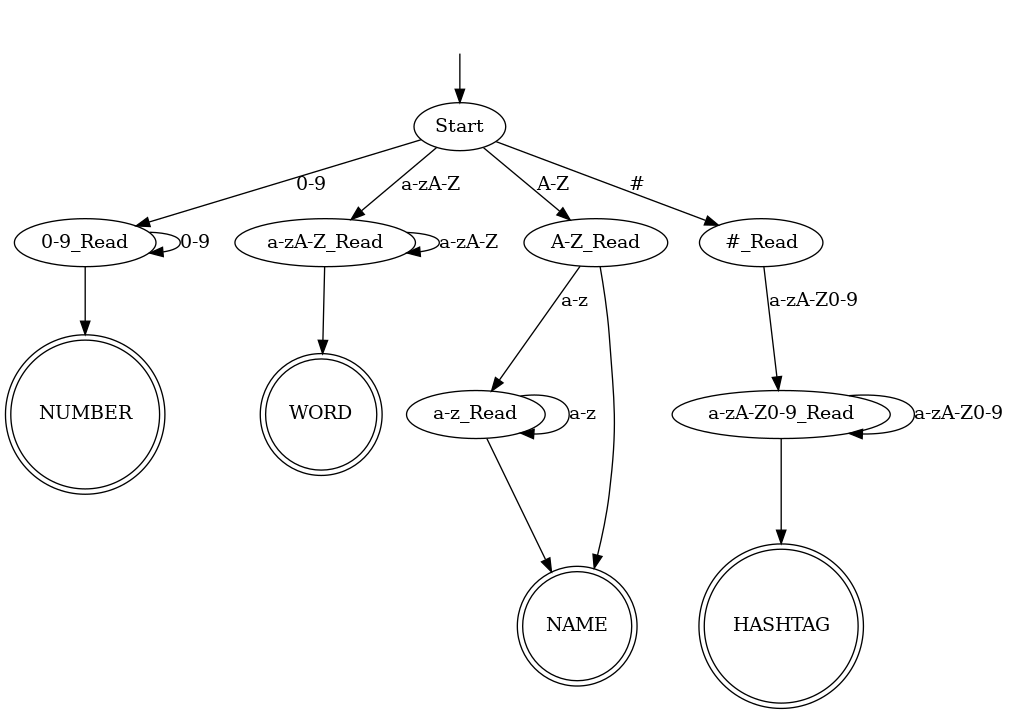 Start
0-9
a-zA-Z
A-Z
#
0-9_Read
0-9
a-zA-Z_Read
a-zA-Z
A-Z_Read
#_Read
a-z
a-zA-Z0-9
NUMBER
WORD
a-z_Read
a-z
a-zA-Z0-9_Read
a-zA-Z0-9
NAME
HASHTAG